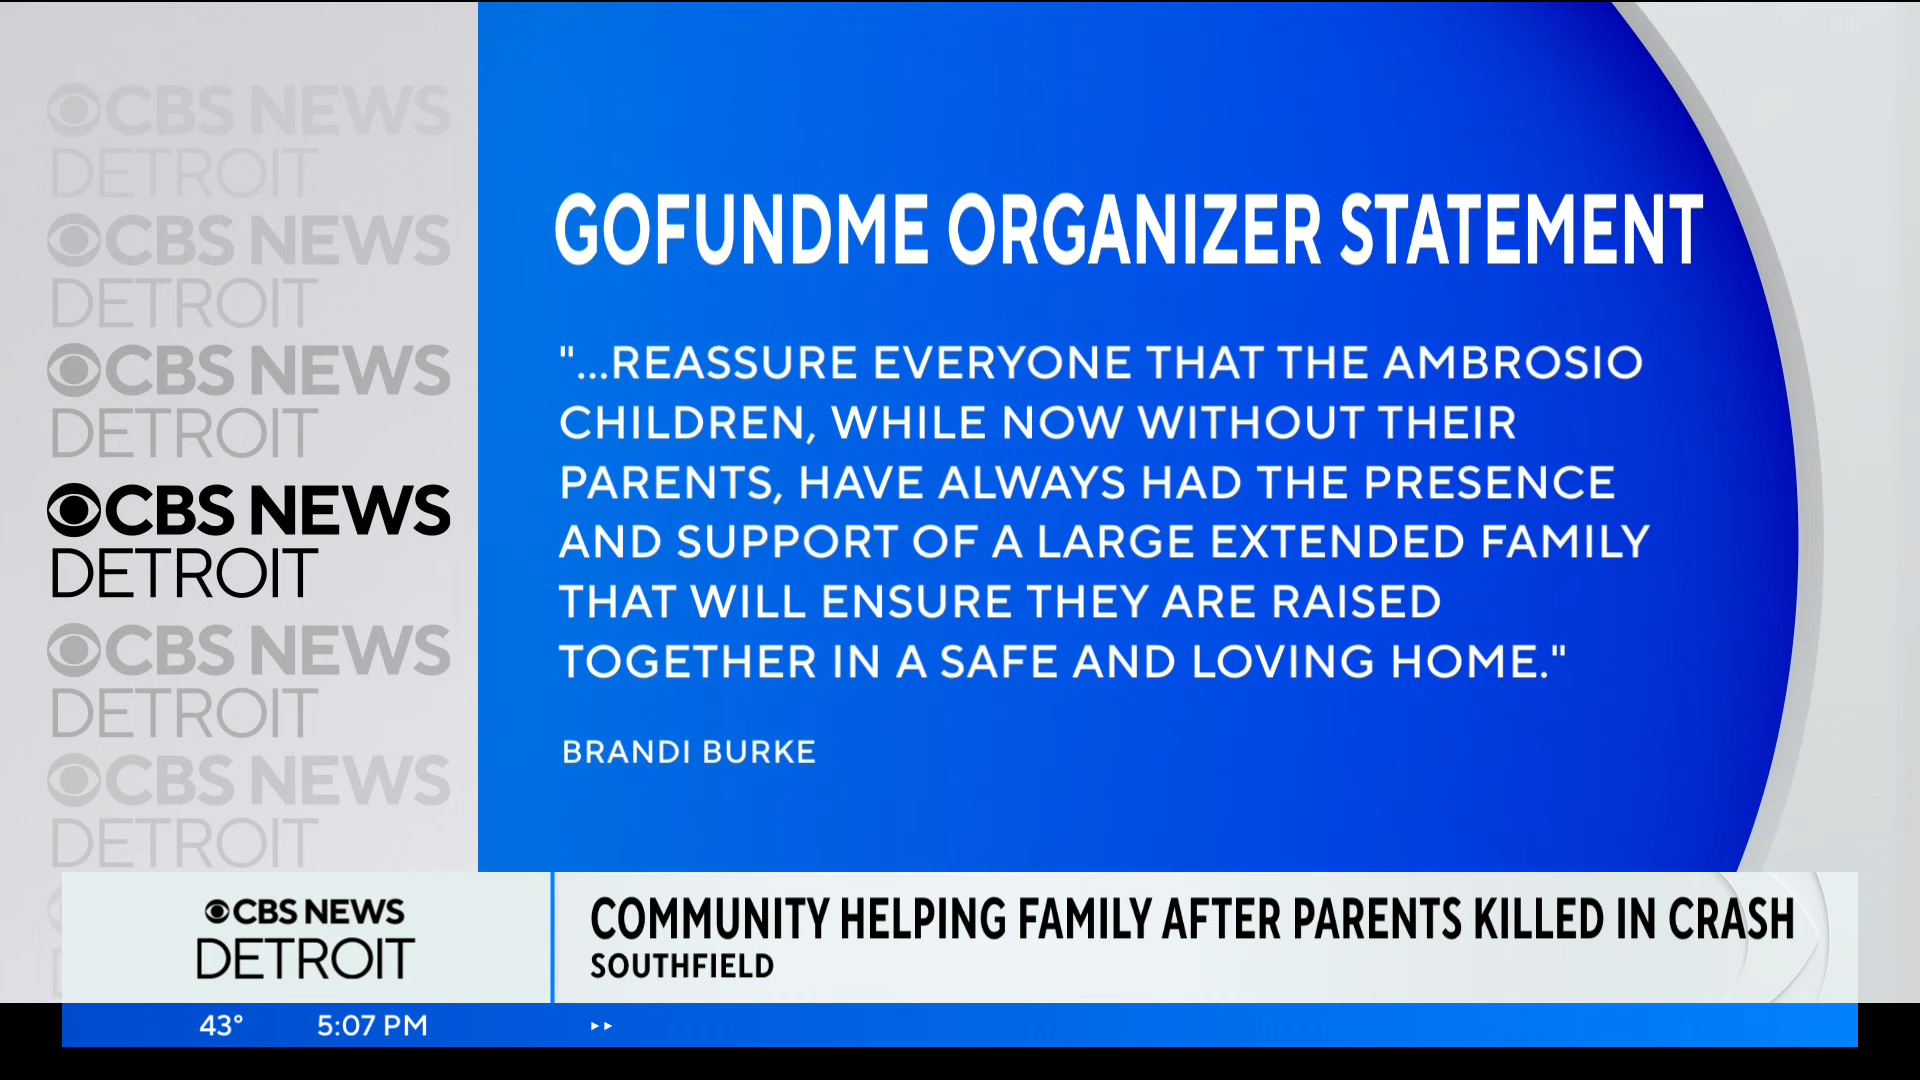 CBS NEWS
DETROIT
CBS NEWS
DETROIT
CBS NEWS
DETROIT
CBS NEWS
DETROIT
CBS NEWS
DETROIT
CBS NEWS
DETROIT
GOFUNDME ORGANIZER STATEMENT
"...REASSURE EVERYONE THAT THE AMBROSIO
CHILDREN, WHILE NOW WITHOUT THEIR
PARENTS, HAVE ALWAYS HAD THE PRESENCE
AND SUPPORT OF A LARGE EXTENDED FAMILY
THAT WILL ENSURE THEY ARE RAISED
TOGETHER IN A SAFE AND LOVING HOME."
BRANDI BURKE
CBS NEWS
DETROIT
COMMUNITY HELPING FAMILY AFTER PARENTS KILLED IN CRASH
SOUTHFIELD
43° 5:07 PM